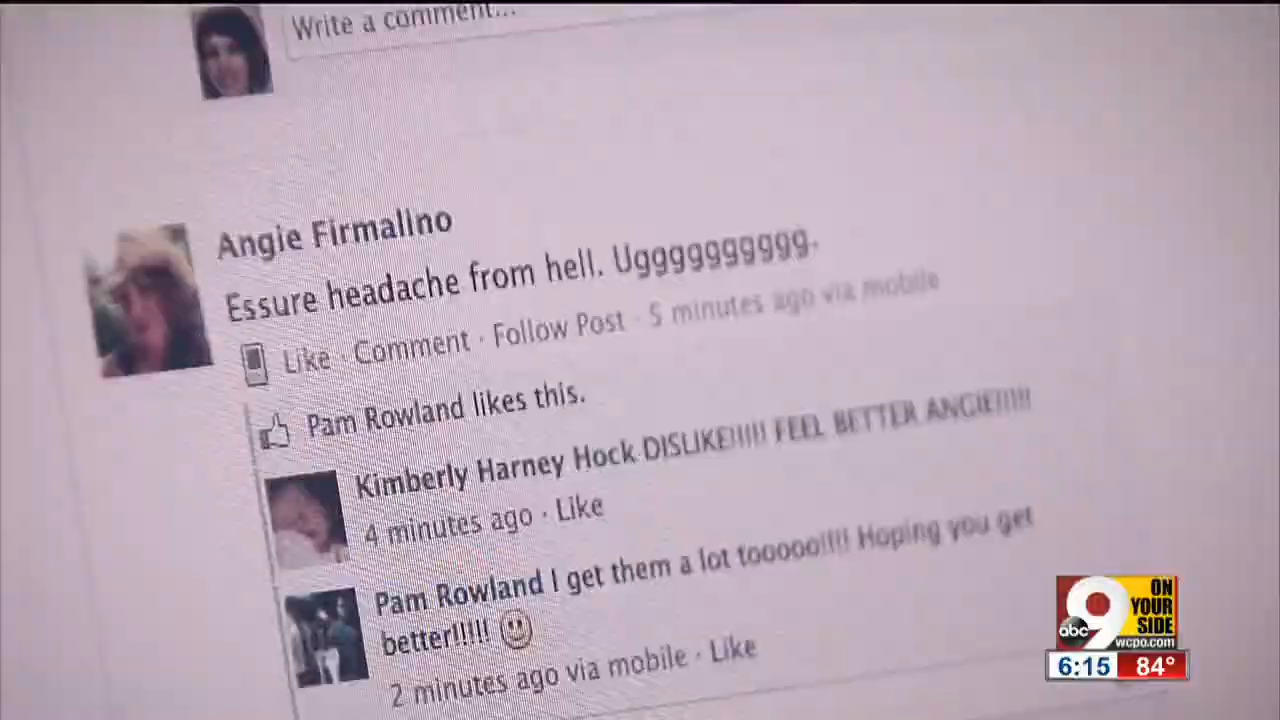 Write a comment...
Angie Firmalino
Essure headache from hell. Uggggggggggg.
Like · Comment · Follow Post · 5 minutes ago via mobile
Pam Rowland likes this.
Kimberly Harney Hock DISLIKE!!!!! FEEL BETTER ANGIE!!!!!!
4 minutes ago · Like
Pam Rowland I get them a lot tooooo!!!! Hoping you get
better!!!!!
2 minutes ago via mobile · Like
abc 9 ON
YOUR
SIDE
wcpo.com
6:15 84°